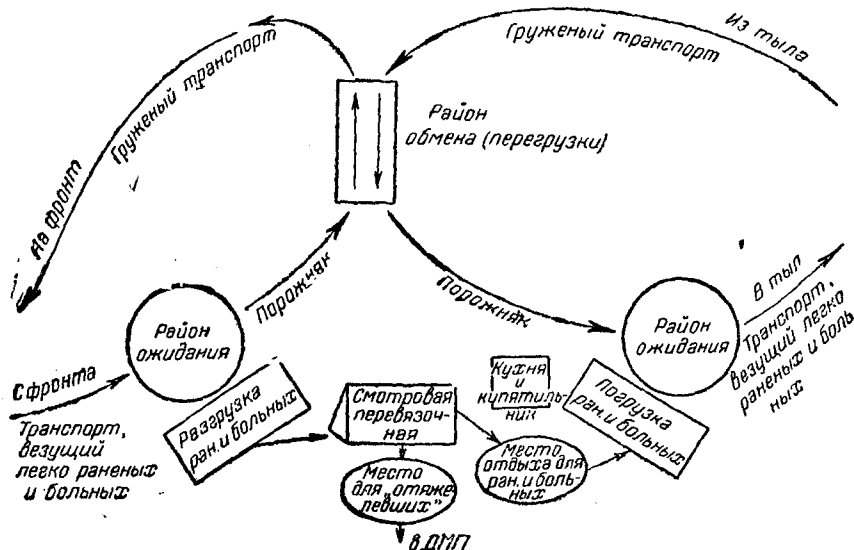 Из тыла
Груженый транспорт
Груженый транспорт
На фронт
Район
обмена (перегрузки)
Порожняк
Порожняк
Район
ожидания
Район
ожидания
В тыл
Транспорт,
везущий легко
раненых и боль
ных
С фронта
Транспорт,
везущий
легко раненых
и больных
Разгрузка
ран. и больных
Смотровая
перевязоч-
ная
Кухня
и
купятиль-
ник
Погрузка
ран. и больных
Место
для "отяже-
левших"
Место
отдыха для
ран. и боль-
ных
в ДМП